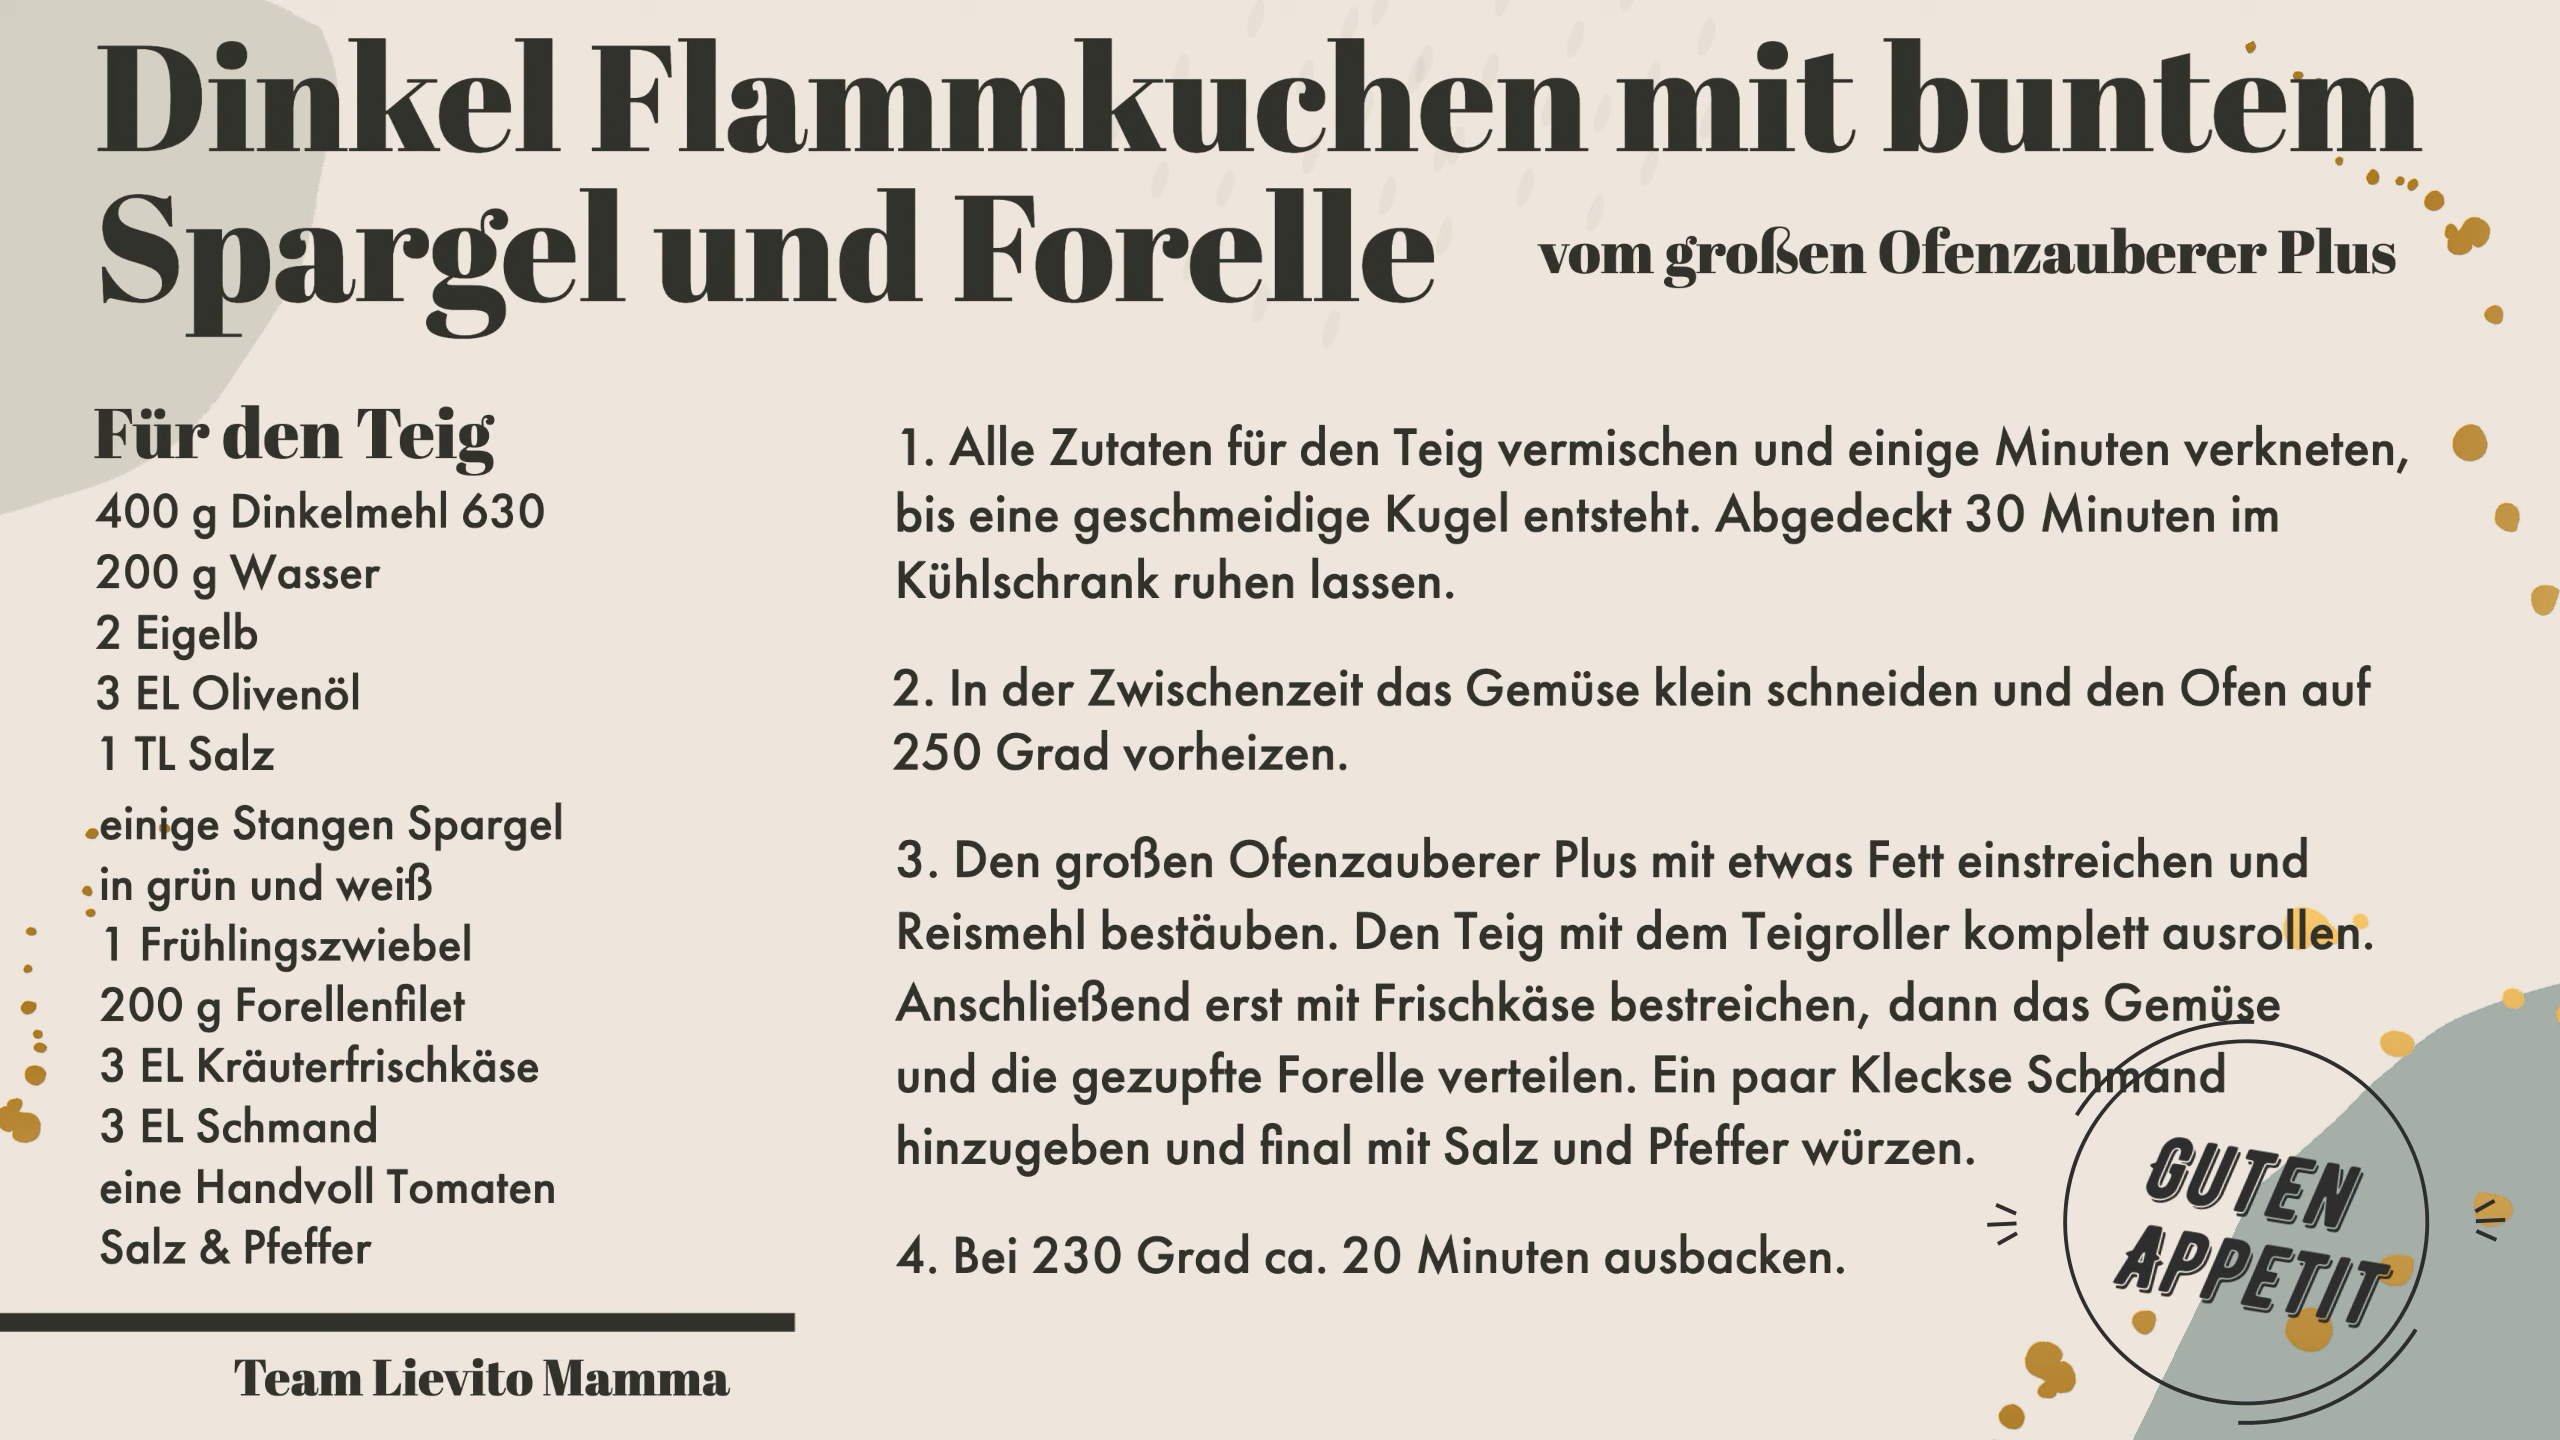 Dinkel Flammkuchen mit buntem
Spargel und Forelle
vom großen Ofenzauberer Plus
Für den Teig
400 g Dinkelmehl 630
200 g Wasser
2 Eigelb
3 EL Olivenöl
1 TL Salz
einige Stangen Spargel
in grün und weiß
1 Frühlingszwiebel
200 g Forellenfilet
3 EL Kräuterfrischkäse
3 EL Schmand
eine Handvoll Tomaten
Salz & Pfeffer
Team Lievito Mamma
1. Alle Zutaten für den Teig vermischen und einige Minuten verkneten,
bis eine geschmeidige Kugel entsteht. Abgedeckt 30 Minuten im
Kühlschrank ruhen lassen.
2. In der Zwischenzeit das Gemüse klein schneiden und den Ofen auf
250 Grad vorheizen.
3. Den großen Ofenzauberer Plus mit etwas Fett einstreichen und
Reismehl bestäuben. Den Teig mit dem Teigroller komplett ausrollen.
Anschließend erst mit Frischkäse bestreichen, dann das Gemüse
und die gezupfte Forelle verteilen. Ein paar Kleckse Schmand
hinzugeben und final mit Salz und Pfeffer würzen.
4. Bei 230 Grad ca. 20 Minuten ausbacken.
GUTEN
APPETIT